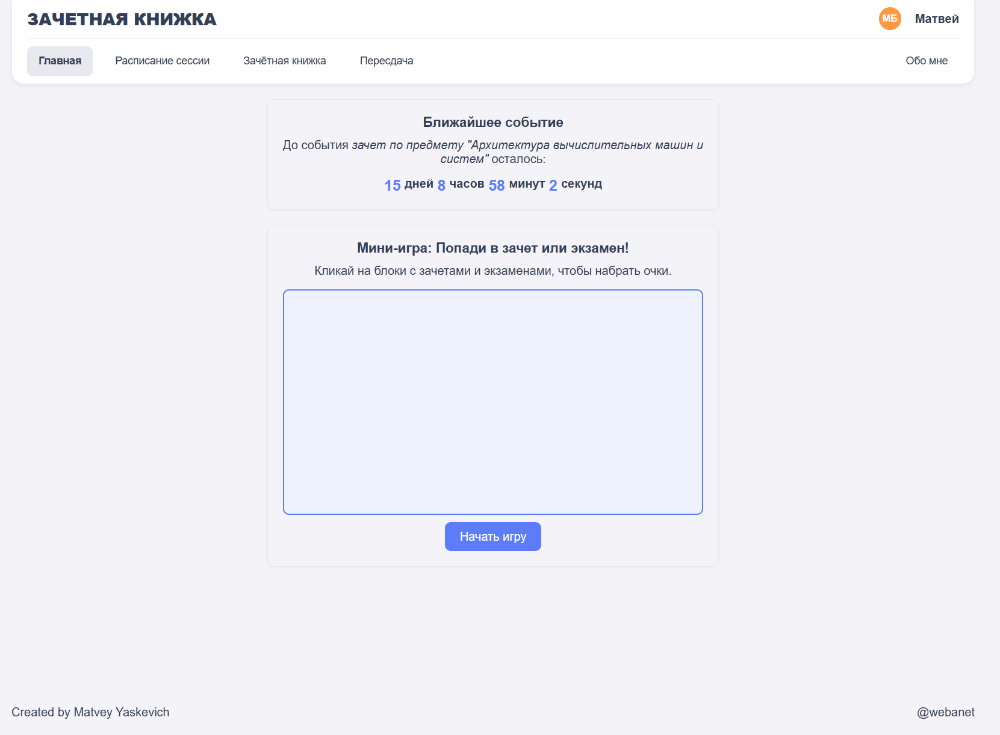 ЗАЧЕТНАЯ КНИЖКА
МБ Матвей
Главная Расписание сессии Зачётная книжка Пересдача Обо мне
Ближайшее событие
До события зачет по предмету "Архитектура вычислительных машин и
систем" осталось:
15 дней 8 часов 58 минут 2 секунд
Мини-игра: Попади в зачет или экзамен!
Кликай на блоки с зачетами и экзаменами, чтобы набрать очки.
Начать игру
Created by Matvey Yaskevich @webanet